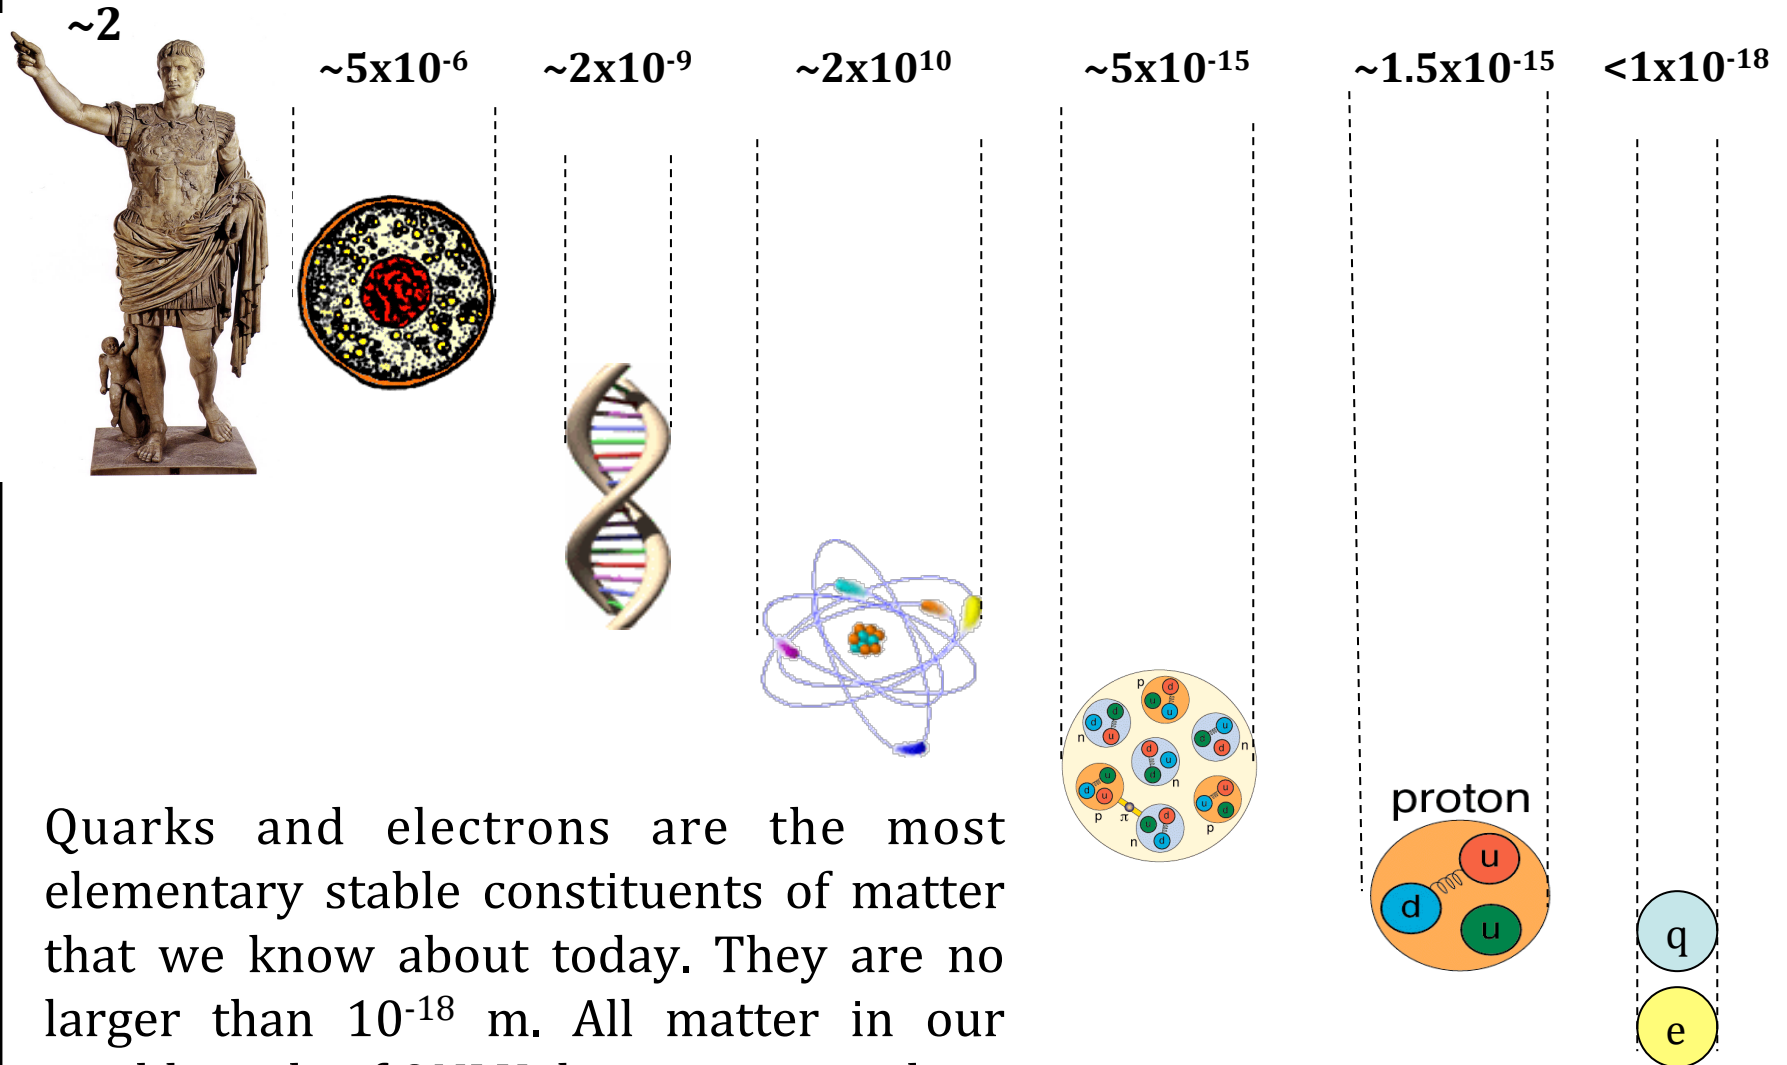 ~2
~5x10⁻⁶ ~2x10⁻⁹ ~2x10¹⁰ ~5x10⁻¹⁵ ~1.5x10⁻¹⁵ <1x10⁻¹⁸
p
d
u
u
d
d
u
n
u
d
d
n
d
u
d
n
u
d
u
p
π
u
d
d
n
u
u
d
p
proton
u
d
u
q
e
Quarks and electrons are the most
elementary stable constituents of matter
that we know about today. They are no
larger than 10⁻¹⁸ m. All matter in our